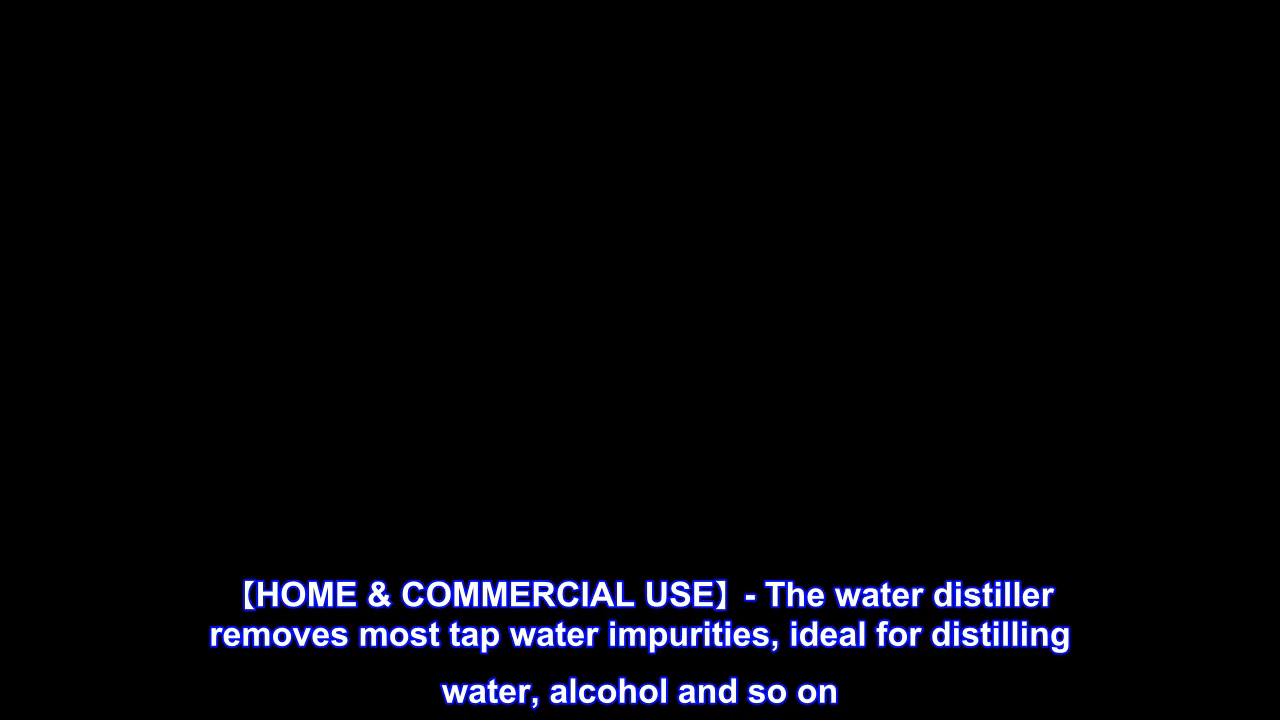 【HOME & COMMERCIAL USE】- The water distiller
removes most tap water impurities, ideal for distilling
water, alcohol and so on